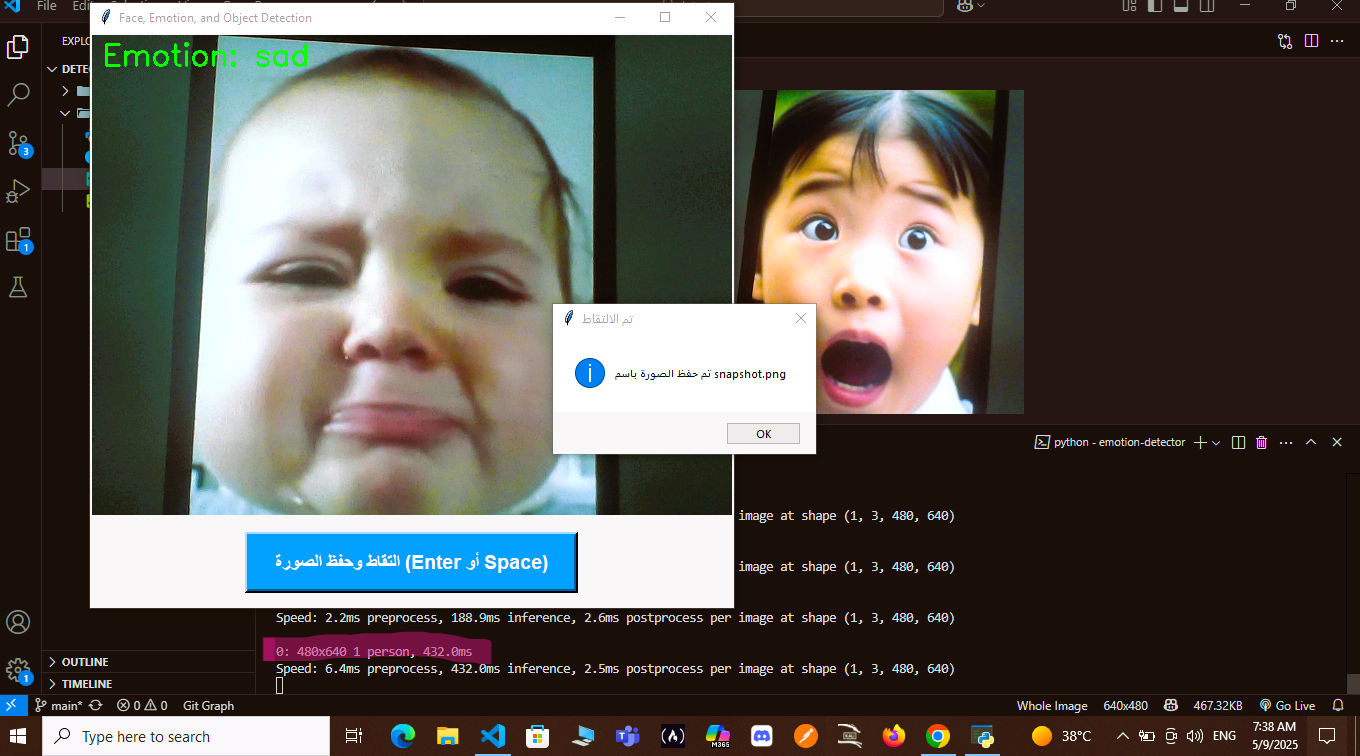 File
Face, Emotion, and Object Detection
Emotion: sad
التقاط وحفظ الصورة (Enter أو Space)
تم الالتقاط
تم حفظ الصورة باسم snapshot.png
OK
3
1
1
OUTLINE
TIMELINE
python - emotion-detector
image at shape (1, 3, 480, 640)
image at shape (1, 3, 480, 640)
Speed: 2.2ms preprocess, 188.9ms inference, 2.6ms postprocess per image at shape (1, 3, 480, 640)
0: 480x640 1 person, 432.0ms
Speed: 6.4ms preprocess, 432.0ms inference, 2.5ms postprocess per image at shape (1, 3, 480, 640)
main* 0 0 Git Graph Whole Image 640x480 467.32KB Go Live
Type here to search
M365
38°C
ENG
7:38 AM
5/9/2025